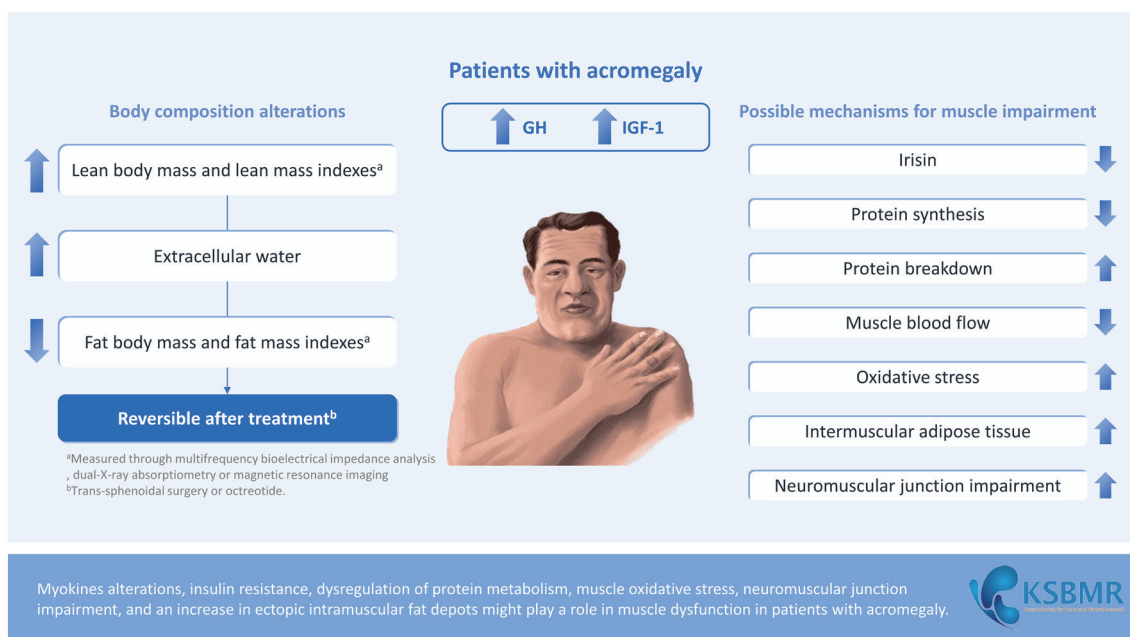 Patients with acromegaly
GH
IGF-1
Body composition alterations
Lean body mass and lean mass indexesᵃ
Extracellular water
Fat body mass and fat mass indexesᵃ
Reversible after treatmentᵇ
ᵃMeasured through multifrequency bioelectrical impedance analysis
, dual-X-ray absorptiometry or magnetic resonance imaging
ᵇTrans-sphenoidal surgery or octreotide.
Possible mechanisms for muscle impairment
Irisin
Protein synthesis
Protein breakdown
Muscle blood flow
Oxidative stress
Intermuscular adipose tissue
Neuromuscular junction impairment
Myokines alterations, insulin resistance, dysregulation of protein metabolism, muscle oxidative stress, neuromuscular junction
impairment, and an increase in ectopic intramuscular fat depots might play a role in muscle dysfunction in patients with acromegaly.
KSBMR